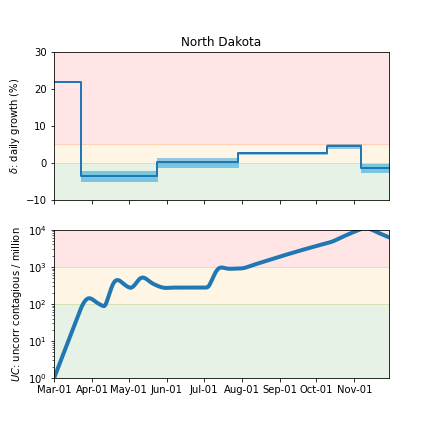 North Dakota
δ: daily growth (%)
30
20
10
0
−10
UC: uncorr contagious / million
10⁴
10³
10²
10¹
10⁰
Mar-01 Apr-01 May-01 Jun-01 Jul-01 Aug-01 Sep-01 Oct-01 Nov-01